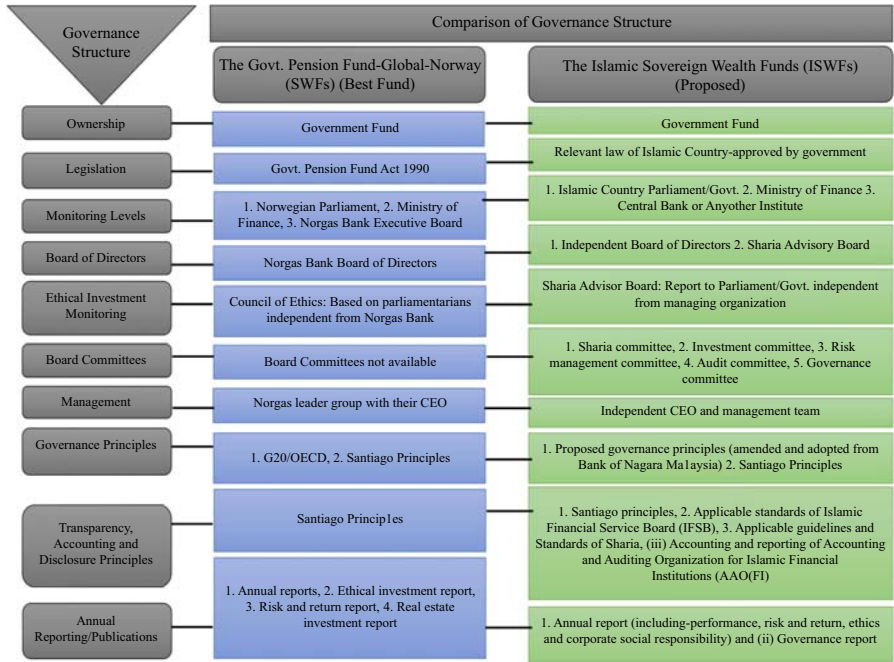 Governance
Structure
Comparison of Governance Structure
The Govt. Pension Fund-Global-Norway
(SWFs) (Best Fund)
The Islamic Sovereign Wealth Funds (ISWFs)
(Proposed)
Ownership
Government Fund
Government Fund
Legislation
Govt. Pension Fund Act 1990
Relevant law of Islamic Country-approved by government
Monitoring Levels
1. Norwegian Parliament, 2. Ministry of
Finance, 3. Norgas Bank Executive Board
1. Islamic Country Parliament/Govt. 2. Ministry of Finance 3.
Central Bank or Anyother Institute
Board of Directors
Norgas Bank Board of Directors
1. Independent Board of Directors 2. Sharia Advisory Board
Ethical Investment
Monitoring
Council of Ethics: Based on parliamentarians
independent from Norgas Bank
Sharia Advisor Board: Report to Parliament/Govt. independent
from managing organization
Board Committees
Board Committees not available
1. Sharia committee, 2. Investment committee, 3. Risk
management committee, 4. Audit committee, 5. Governance
committee
Management
Norgas leader group with their CEO
Independent CEO and management team
Governance Principles
1. G20/OECD, 2. Santiago Principles
1. Proposed governance principles (amended and adopted from
Bank of Nagara Malaysia) 2. Santiago Principles
Transparency,
Accounting and
Disclosure Principles
Santiago Principles
1. Santiago principles, 2. Applicable standards of Islamic
Financial Service Board (IFSB), 3. Applicable guidelines and
Standards of Sharia, (iii) Accounting and reporting of Accounting
and Auditing Organization for Islamic Financial
Institutions (AAO(FI)
Annual
Reporting/Publications
1. Annual reports, 2. Ethical investment report,
3. Risk and return report, 4. Real estate
investment report
1. Annual report (including-performance, risk and return, ethics
and corporate social responsibility) and (ii) Governance report